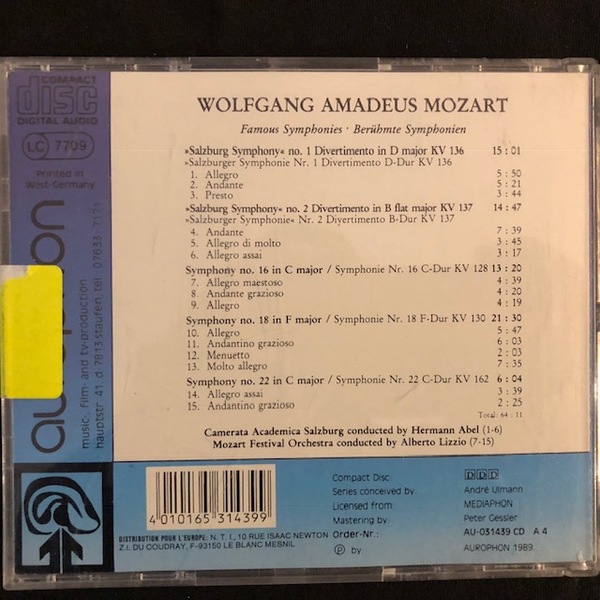 COMPACT
disc
DIGITAL AUDIO
LC 7709
Printed in
West-Germany
music-, film- and tv-production
hauptstr. 41 d-7813 staufen, tel. 07633 7171
WOLFGANG AMADEUS MOZART
Famous Symphonies · Berühmte Symphonien
»Salzburg Symphony« no. 1 Divertimento in D major KV 136 15 : 01
»Salzburger Symphonie Nr. 1 Divertimento D-Dur KV 136
1. Allegro 5 : 50
2. Andante 5 : 21
3. Presto 3 : 44
»Salzburg Symphony« no. 2 Divertimento in B flat major KV 137 14 : 47
»Salzburger Symphonie« Nr. 2 Divertimento B-Dur KV 137
4. Andante 7 : 39
5. Allegro di molto 3 : 45
6. Allegro assai 3 : 17
Symphony no. 16 in C major / Symphonie Nr. 16 C-Dur KV 128 13 : 20
7. Allegro maestoso 4 : 39
8. Andante grazioso 4 : 20
9. Allegro 4 : 19
Symphony no. 18 in F major / Symphonie Nr. 18 F-Dur KV 130 21 : 30
10. Allegro 5 : 47
11. Andantino grazioso 6 : 03
12. Menuetto 2 : 03
13. Molto allegro 7 : 35
Symphony no. 22 in C major / Symphonie Nr. 22 C-Dur KV 162 6 : 04
14. Allegro assai 3 : 39
15. Andantino grazioso 2 : 25
Total: 64 : 11
Camerata Academica Salzburg conducted by Hermann Abel (1-6)
Mozart Festival Orchestra conducted by Alberto Lizzio (7-15)
4 010165 314399
DISTRIBUTION POUR L'EUROPE: N. T. I., 10 RUE ISAAC NEWTON
Z.I. DU COUDRAY, F-93150 LE BLANC MESNIL
Compact Disc: DDD
Series conceived by: André Ulmann
Licensed from: MEDIAPHON
Mastering by: Peter Gessler
Order-Nr.: AU-031439 CD A 4
Ⓟ by AUROPHON 1989